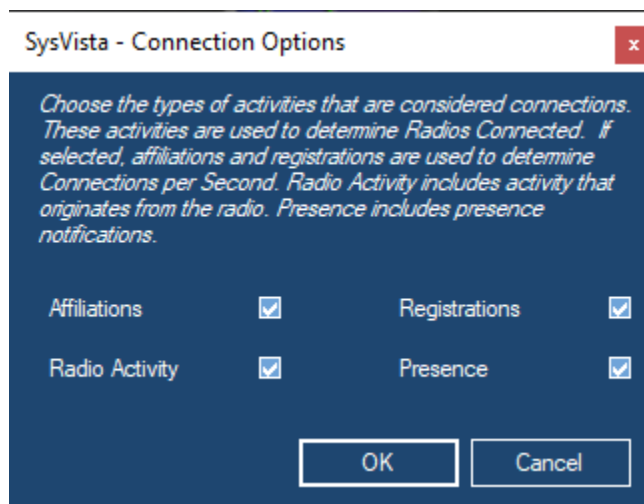 SysVista - Connection Options
x
Choose the types of activities that are considered connections.
These activities are used to determine Radios Connected. If
selected, affiliations and registrations are used to determine
Connections per Second. Radio Activity includes activity that
originates from the radio. Presence includes presence
notifications.
Affiliations
Registrations
Radio Activity
Presence
OK
Cancel